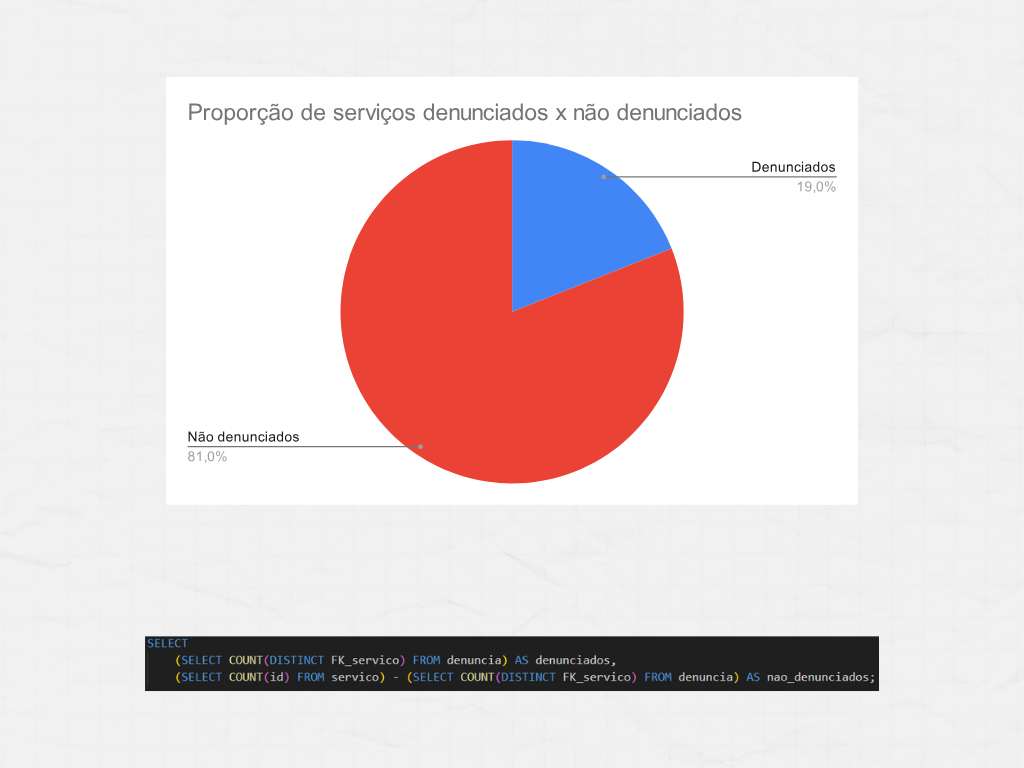 Proporção de serviços denunciados x não denunciados
Denunciados
19,0%
Não denunciados
81,0%
SELECT
(SELECT COUNT(DISTINCT FK_servico) FROM denuncia) AS denunciados,
(SELECT COUNT(id) FROM servico) - (SELECT COUNT(DISTINCT FK_servico) FROM denuncia) AS nao_denunciados;